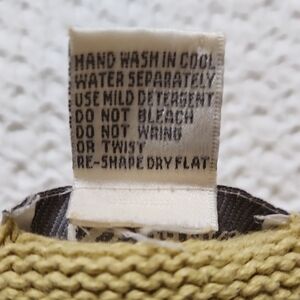 HAND WASH IN COOL
WATER SEPARATELY
USE MILD DETERGENT
DO NOT BLEACH
DO NOT WRING
OR TWIST
RE-SHAPE DRY FLAT